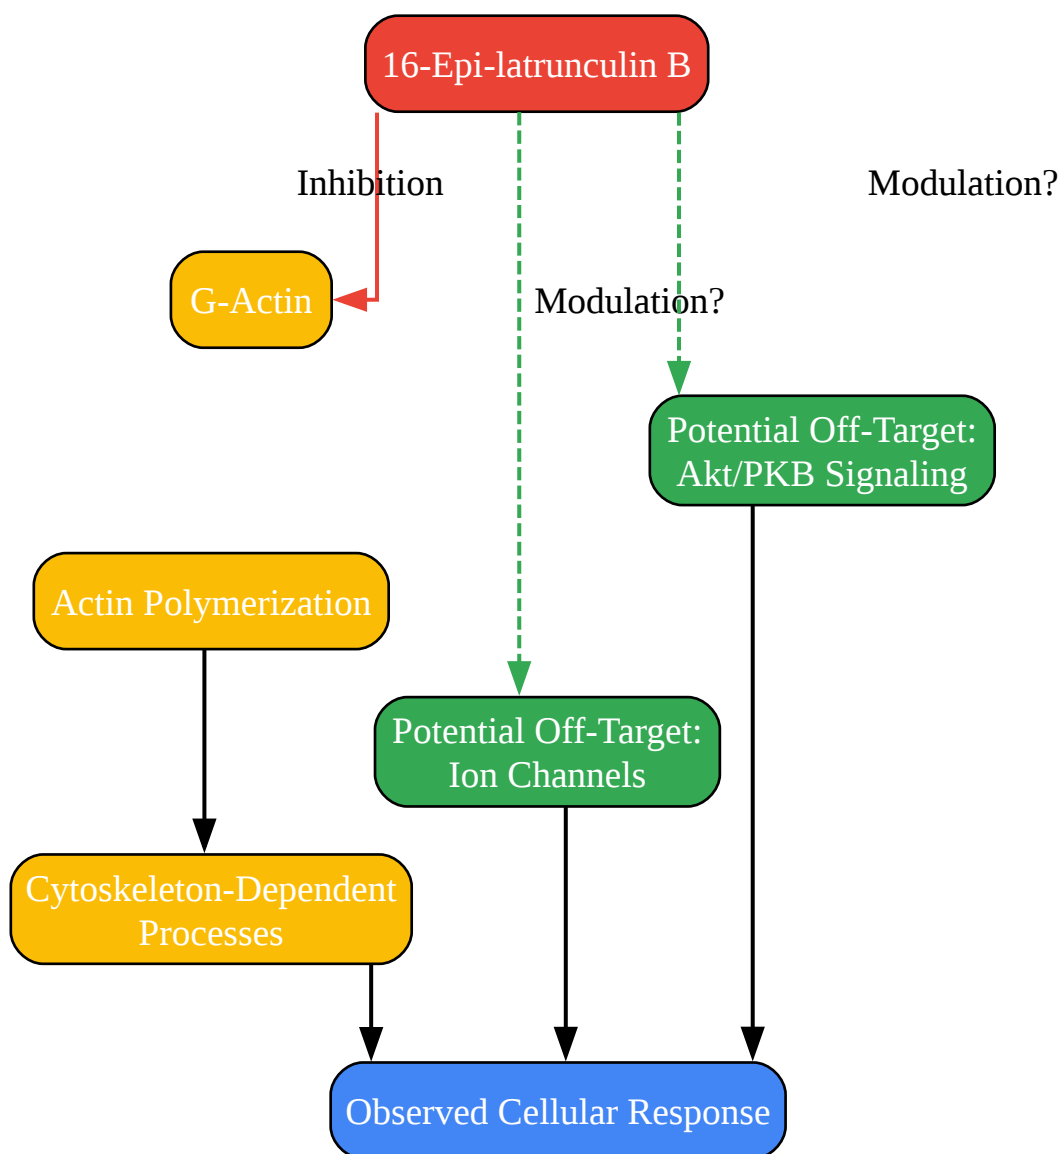 16-Epi-latrunculin B
Inhibition
Modulation?
G-Actin
Modulation?
Potential Off-Target:
Akt/PKB Signaling
Actin Polymerization
Potential Off-Target:
Ion Channels
Cytoskeleton-Dependent
Processes
Observed Cellular Response